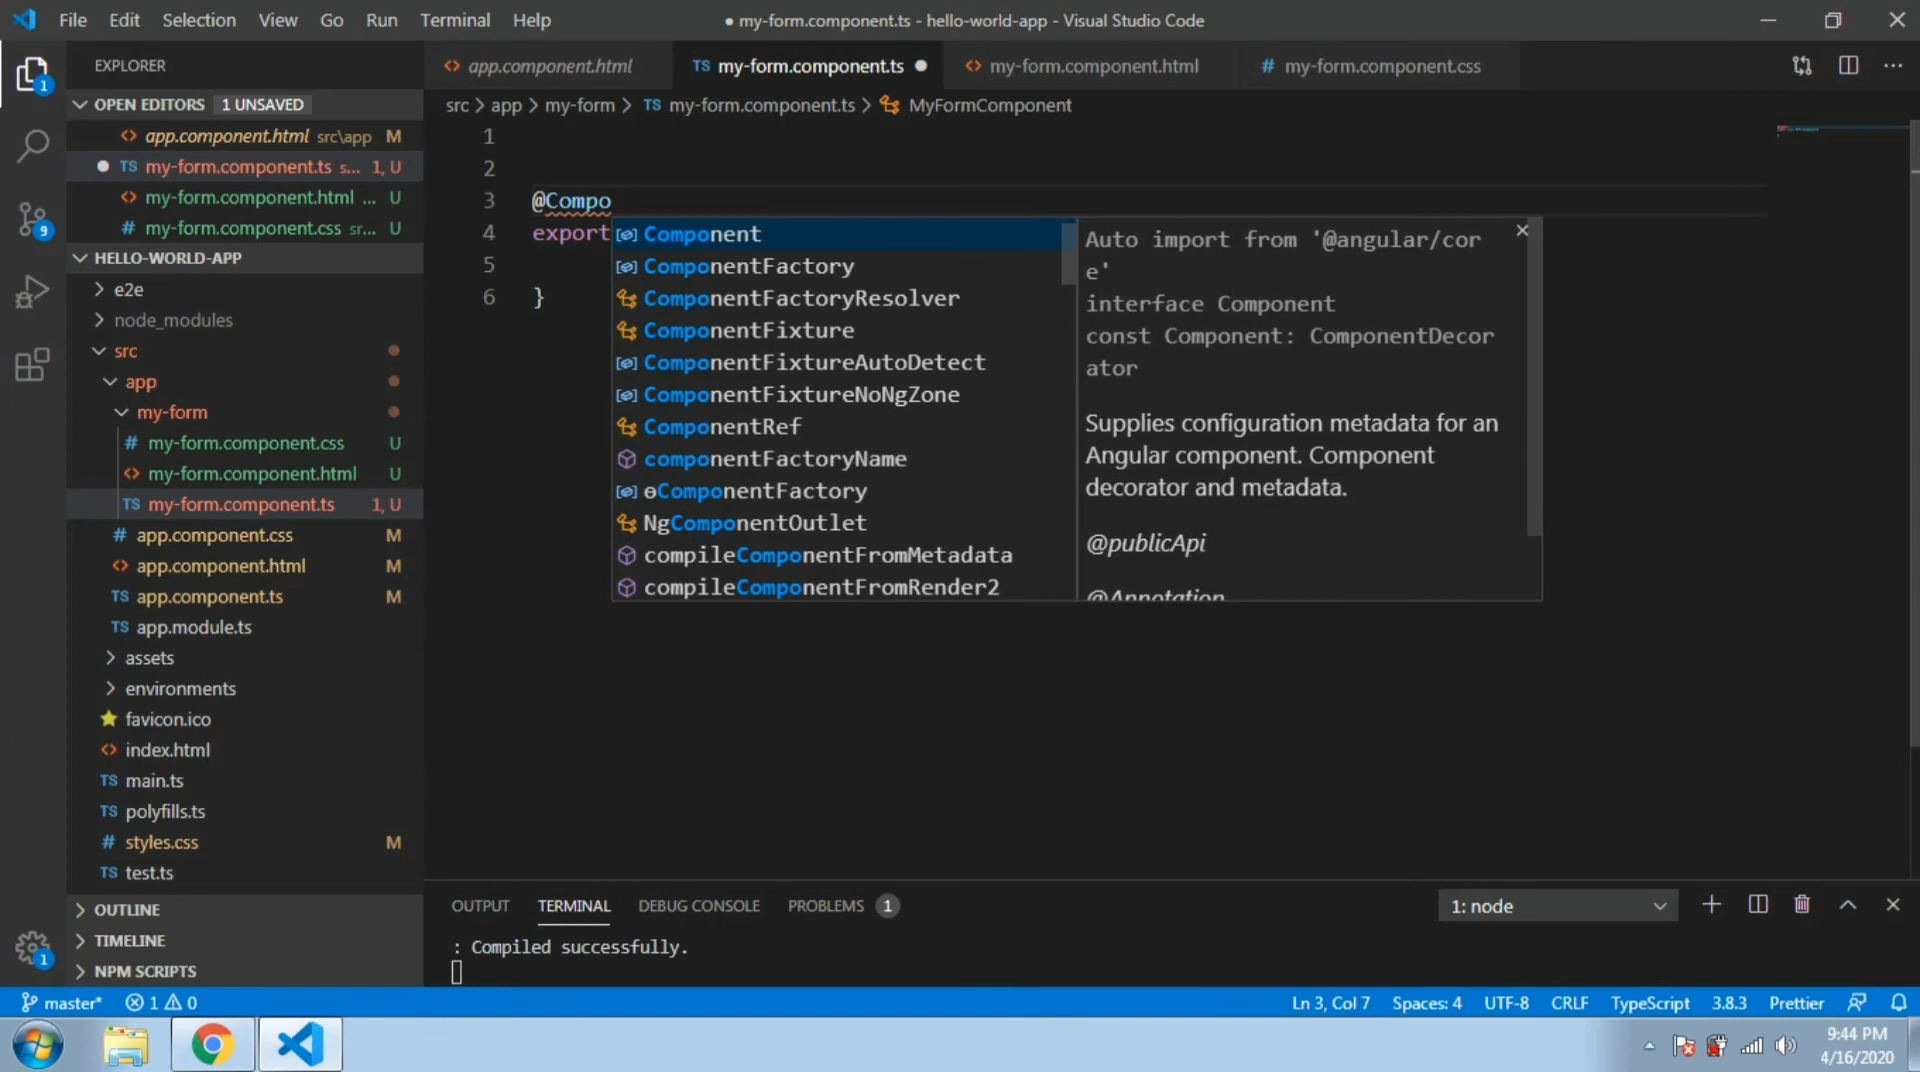 File Edit Selection View Go Run Terminal Help
● my-form.component.ts - hello-world-app - Visual Studio Code
EXPLORER
OPEN EDITORS 1 UNSAVED
app.component.html src\app M
TS my-form.component.ts s... 1, U
my-form.component.html ... U
# my-form.component.css sr... U
HELLO-WORLD-APP
e2e
node_modules
src
app
my-form
# my-form.component.css U
<> my-form.component.html U
TS my-form.component.ts 1, U
# app.component.css M
<> app.component.html M
TS app.component.ts M
TS app.module.ts
assets
environments
favicon.ico
<> index.html
TS main.ts
TS polyfills.ts
# styles.css M
TS test.ts
OUTLINE
TIMELINE
NPM SCRIPTS
<> app.component.html
TS my-form.component.ts ●
<> my-form.component.html
# my-form.component.css
src > app > my-form > TS my-form.component.ts > MyFormComponent
1
2
3 @Compo
4 export
5
6 }
Component
ComponentFactory
ComponentFactoryResolver
ComponentFixture
ComponentFixtureAutoDetect
ComponentFixtureNoNgZone
ComponentRef
componentFactoryName
ɵComponentFactory
NgComponentOutlet
compileComponentFromMetadata
compileComponentFromRender2
Auto import from '@angular/cor
e'
interface Component
const Component: ComponentDecor
ator
Supplies configuration metadata for an
Angular component. Component
decorator and metadata.
@publicApi
@Annotation
OUTPUT TERMINAL DEBUG CONSOLE PROBLEMS 1
1: node
: Compiled successfully.
master* 1 0
Ln 3, Col 7 Spaces: 4 UTF-8 CRLF TypeScript 3.8.3 Prettier
1
9
1
9:44 PM
4/16/2020